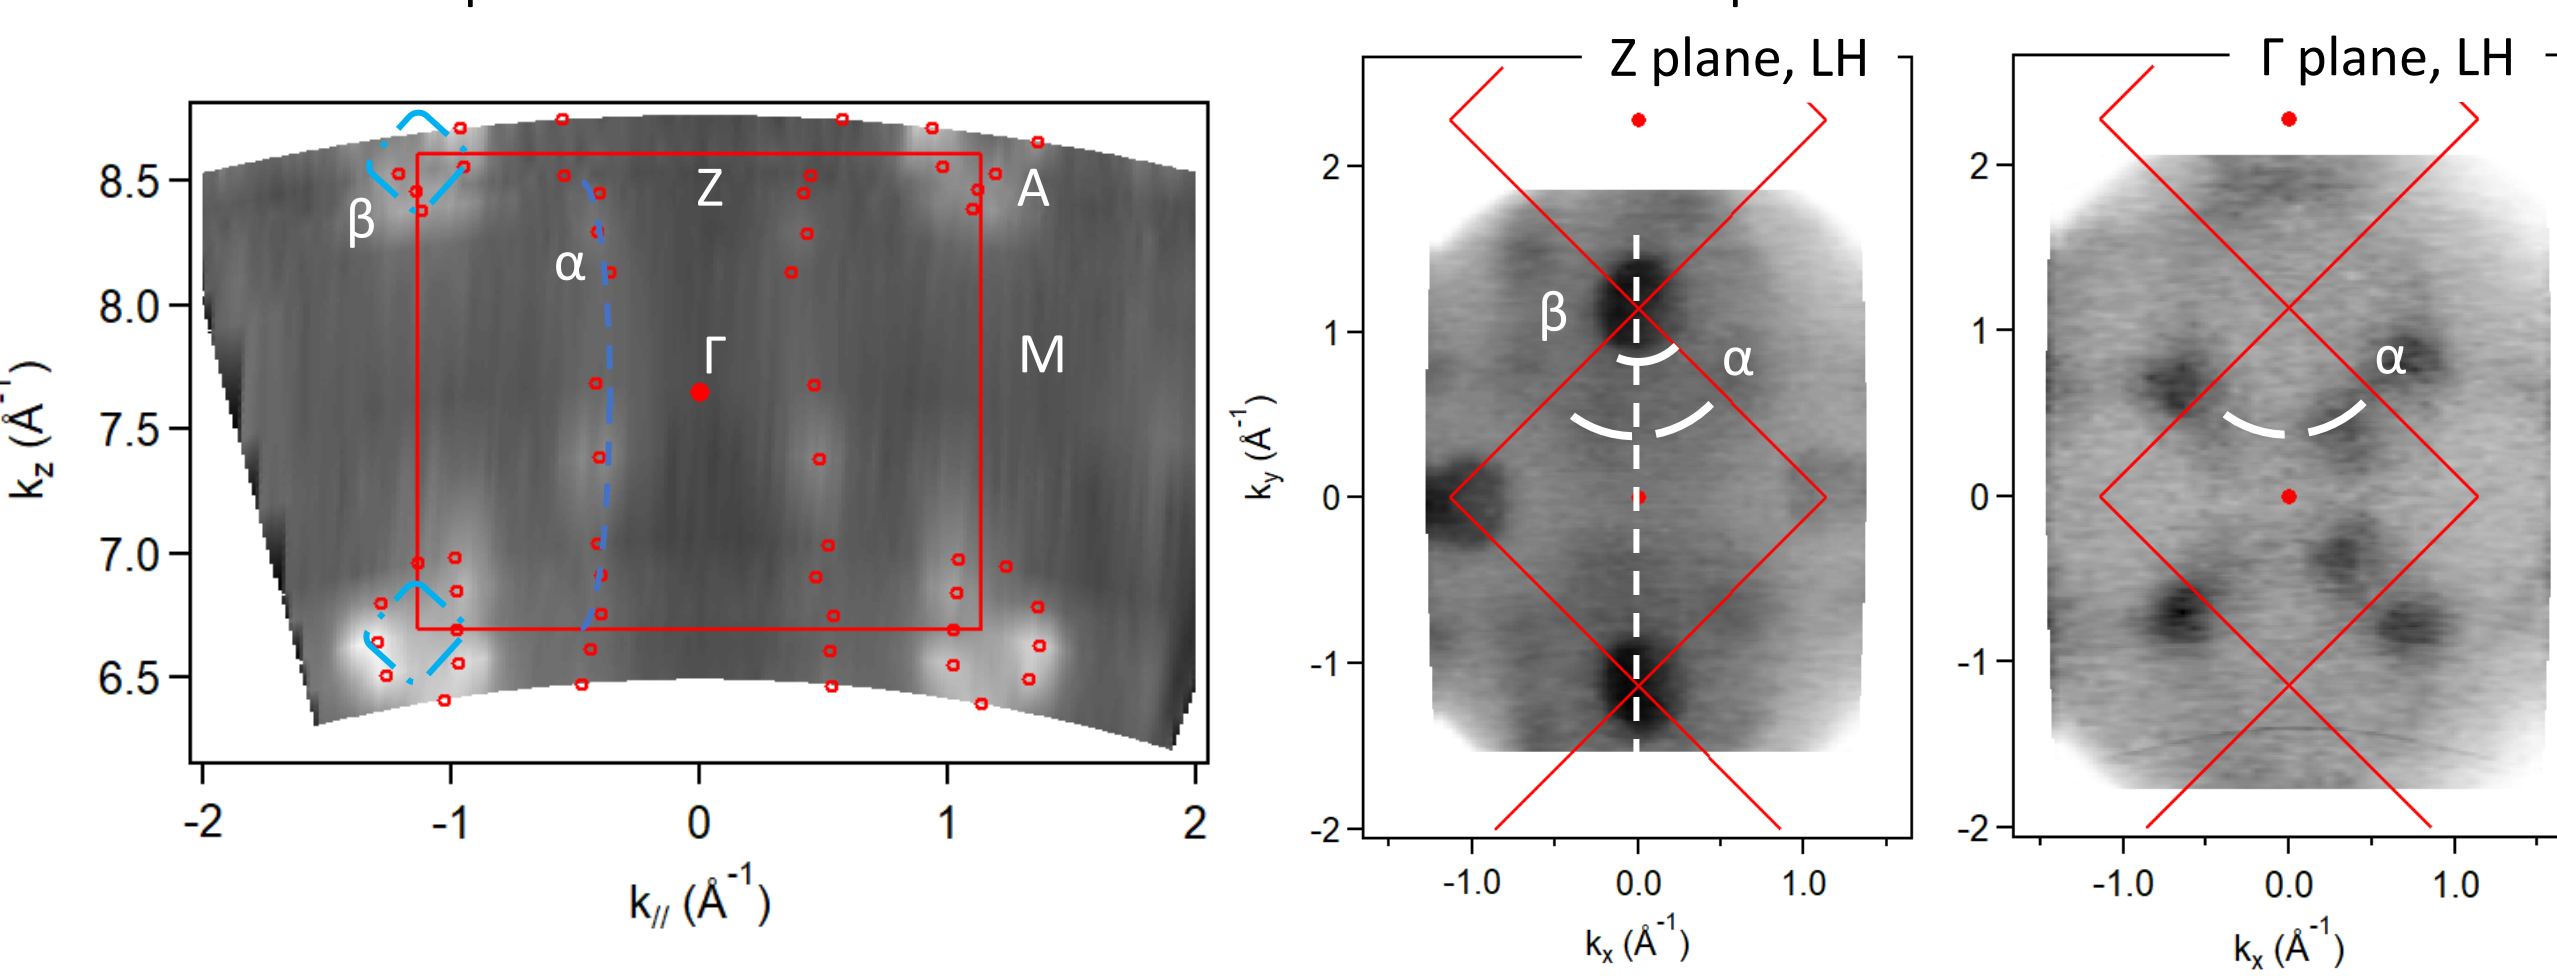 8.5
8.0
7.5
7.0
6.5
kz (Å-1)
-2 -1 0 1 2
k// (Å-1)
Z
A
β
α
Γ
M
Z plane, LH
2
1
0
-1
-2
ky (Å-1)
β
α
-1.0 0.0 1.0
kx (Å-1)
Γ plane, LH
2
1
0
-1
-2
α
-1.0 0.0 1.0
kx (Å-1)